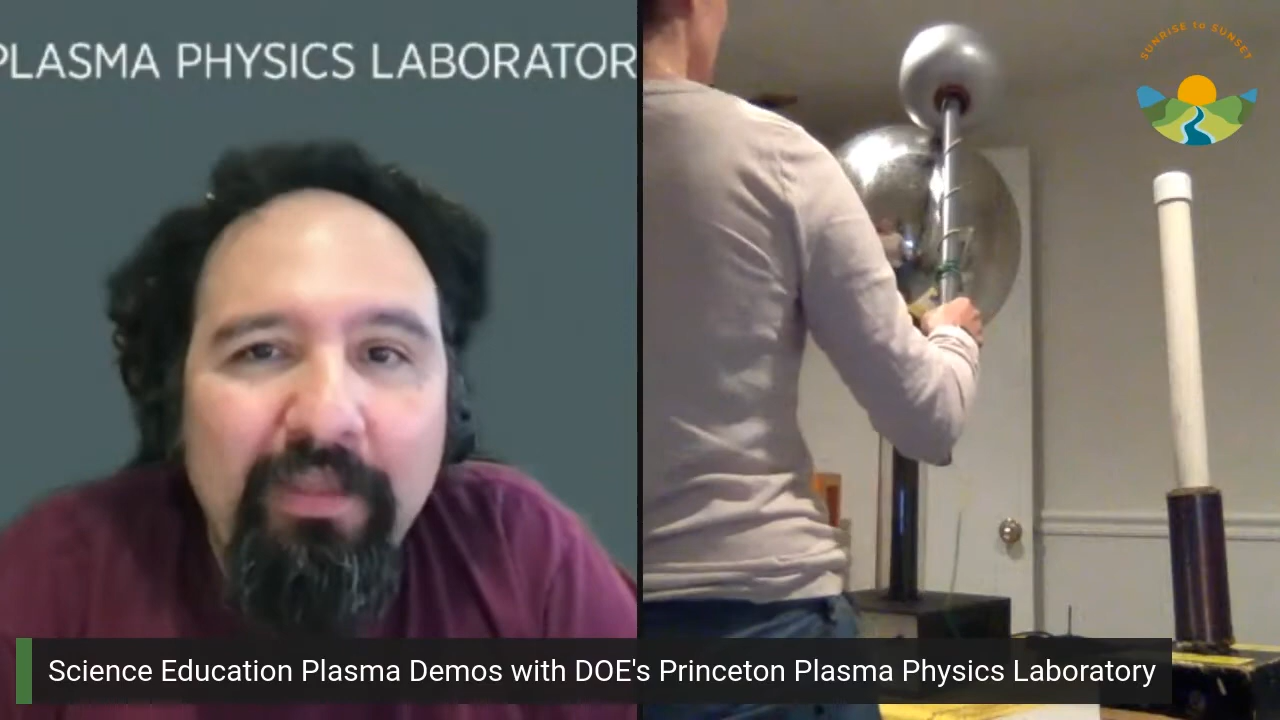 PLASMA PHYSICS LABORATOR
SUNRISE to SUNSET
Science Education Plasma Demos with DOE's Princeton Plasma Physics Laboratory